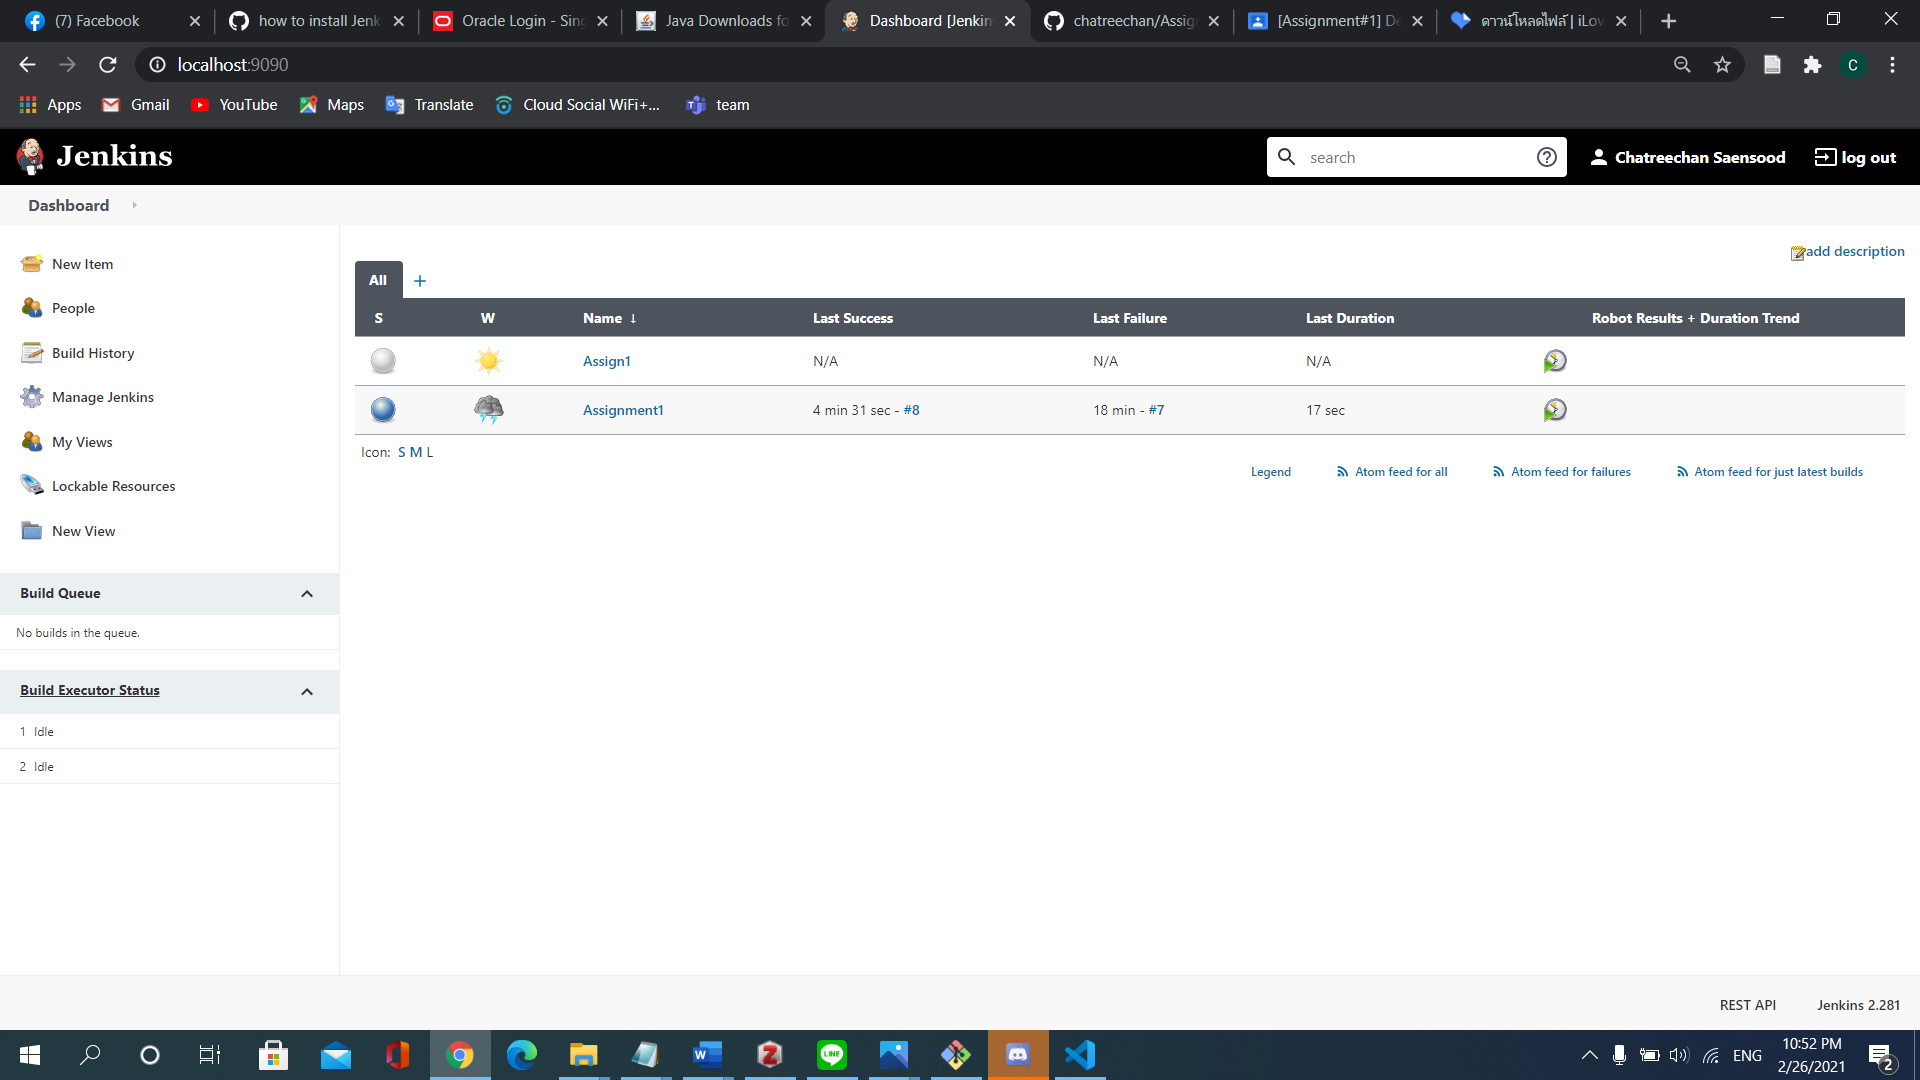 (7) Facebook
how to install Jenk
Oracle Login - Sing
Java Downloads fo
Dashboard [Jenkin
chatreechan/Assig
[Assignment#1] De
ดาวน์โหลดไฟล์ | iLov
localhost:9090
C
Apps
Gmail
YouTube
Maps
Translate
Cloud Social WiFi+...
team
Jenkins
search
Chatreechan Saensood
log out
Dashboard
add description
New Item
People
Build History
Manage Jenkins
My Views
Lockable Resources
New View
Build Queue
No builds in the queue.
Build Executor Status
1 Idle
2 Idle
All +
S W Name ↓ Last Success Last Failure Last Duration Robot Results + Duration Trend
Assign1 N/A N/A N/A
Assignment1 4 min 31 sec - #8 18 min - #7 17 sec
Icon: S M L
Legend Atom feed for all Atom feed for failures Atom feed for just latest builds
REST API Jenkins 2.281
ENG
10:52 PM
2/26/2021
2